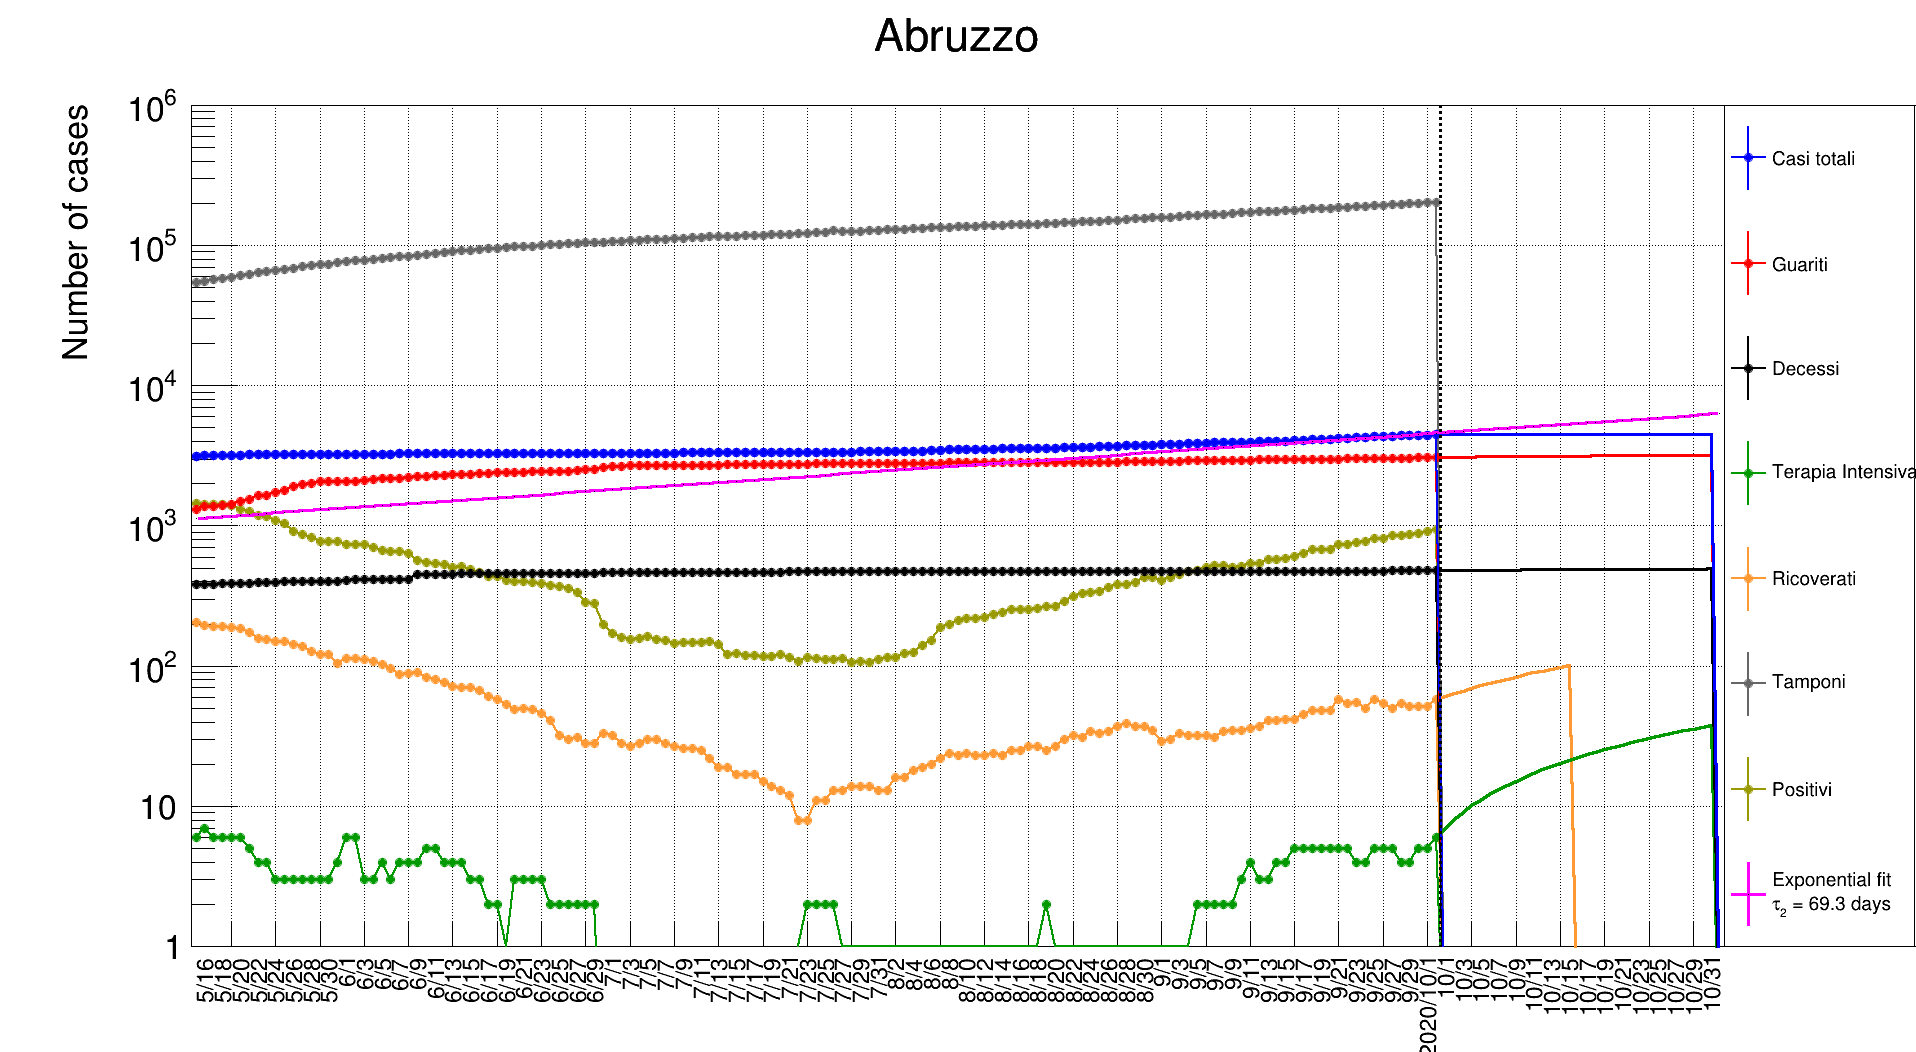 Abruzzo
Number of cases
10^6
10^5
10^4
10^3
10^2
10
1
5/16 5/18 5/20 5/22 5/24 5/26 5/28 5/30 6/1 6/3 6/5 6/7 6/9 6/11 6/13 6/15 6/17 6/19 6/21 6/23 6/25 6/27 6/29 7/1 7/3 7/5 7/7 7/9 7/11 7/13 7/15 7/17 7/19 7/21 7/23 7/25 7/27 7/29 7/31 8/2 8/4 8/6 8/8 8/10 8/12 8/14 8/16 8/18 8/20 8/22 8/24 8/26 8/28 8/30 9/1 9/3 9/5 9/7 9/9 9/11 9/13 9/15 9/17 9/19 9/21 9/23 9/25 9/27 9/29 2020/10/1 10/1 10/3 10/5 10/7 10/9 10/11 10/13 10/15 10/17 10/19 10/21 10/23 10/25 10/27 10/29 10/31
Casi totali
Guariti
Decessi
Terapia Intensiva
Ricoverati
Tamponi
Positivi
Exponential fit
τ₂ = 69.3 days